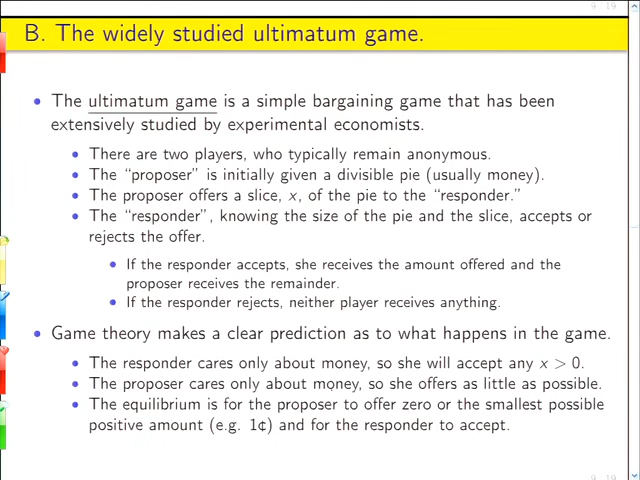 9 : 19
B. The widely studied ultimatum game.
• The ultimatum game is a simple bargaining game that has been
extensively studied by experimental economists.
• There are two players, who typically remain anonymous.
• The “proposer” is initially given a divisible pie (usually money).
• The proposer offers a slice, x, of the pie to the “responder.”
• The “responder”, knowing the size of the pie and the slice, accepts or
rejects the offer.
• If the responder accepts, she receives the amount offered and the
proposer receives the remainder.
• If the responder rejects, neither player receives anything.
• Game theory makes a clear prediction as to what happens in the game.
• The responder cares only about money, so she will accept any x > 0.
• The proposer cares only about money, so she offers as little as possible.
• The equilibrium is for the proposer to offer zero or the smallest possible
positive amount (e.g. 1¢) and for the responder to accept.
9 : 19